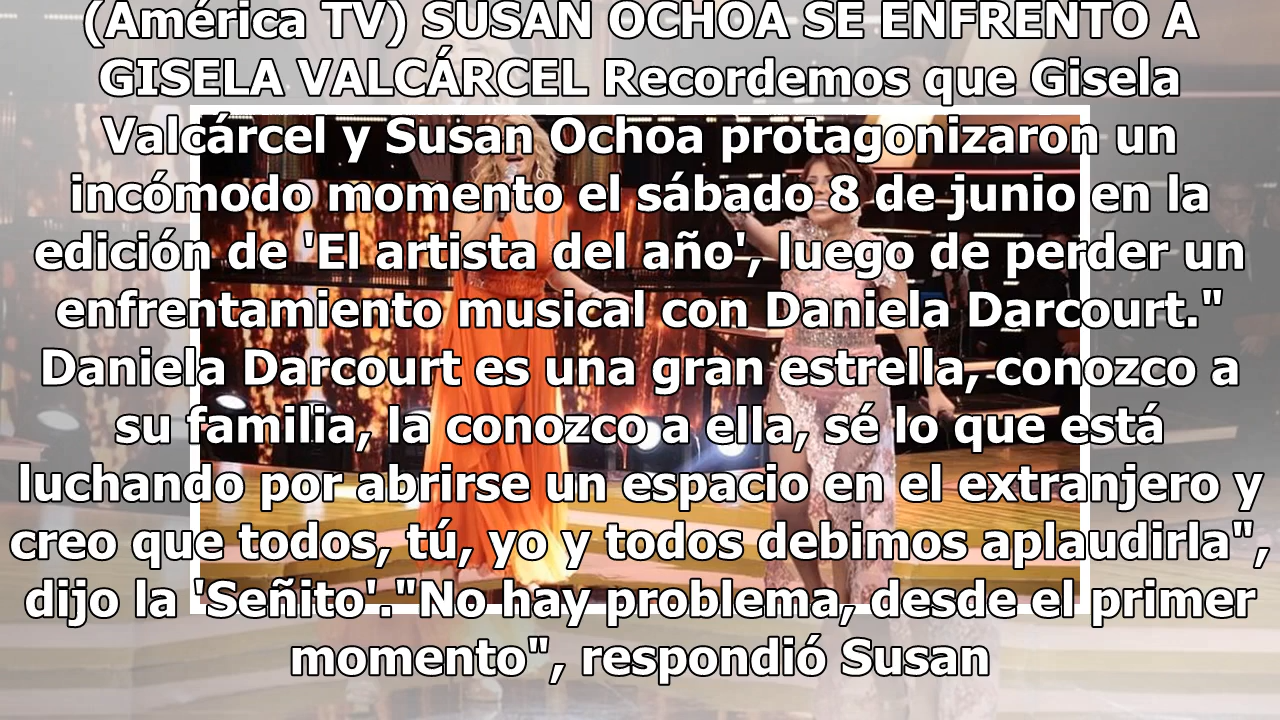 (América TV) SUSAN OCHOA SE ENFRENTÓ A
GISELA VALCÁRCEL Recordemos que Gisela
Valcárcel y Susan Ochoa protagonizaron un
incómodo momento el sábado 8 de junio en la
edición de 'El artista del año', luego de perder un
enfrentamiento musical con Daniela Darcourt."
Daniela Darcourt es una gran estrella, conozco a
su familia, la conozco a ella, sé lo que está
luchando por abrirse un espacio en el extranjero y
creo que todos, tú, yo y todos debimos aplaudirla",
dijo la 'Señito'."No hay problema, desde el primer
momento", respondió Susan